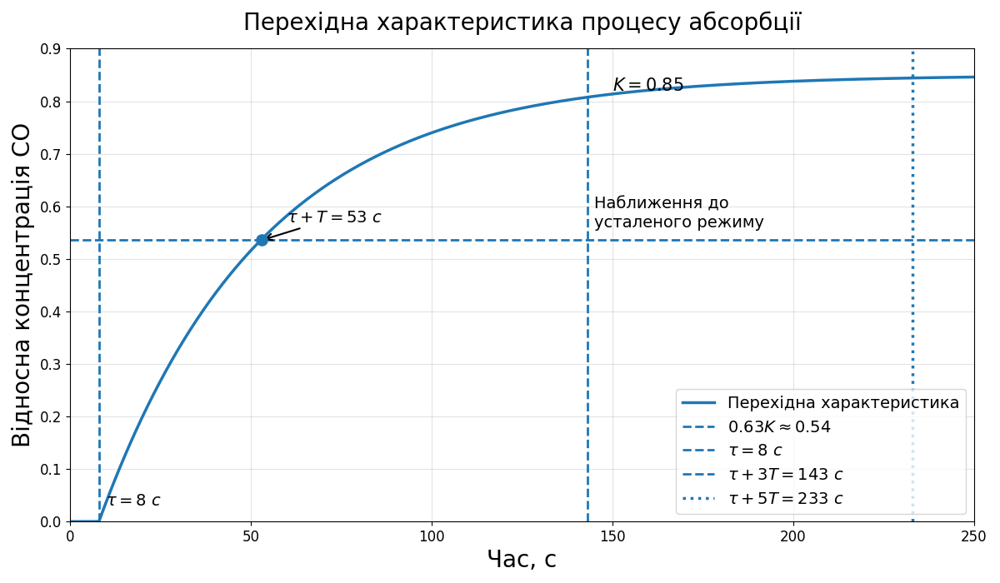 Перехідна характеристика процесу абсорбції
Відносна концентрація CO
0.9
0.8
0.7
0.6
0.5
0.4
0.3
0.2
0.1
0.0
K = 0.85
Наближення до
усталеного режиму
τ + T = 53 с
τ = 8 с
Перехідна характеристика
0.63K ≈ 0.54
τ = 8 с
τ + 3T = 143 с
τ + 5T = 233 с
0 50 100 150 200 250
Час, с